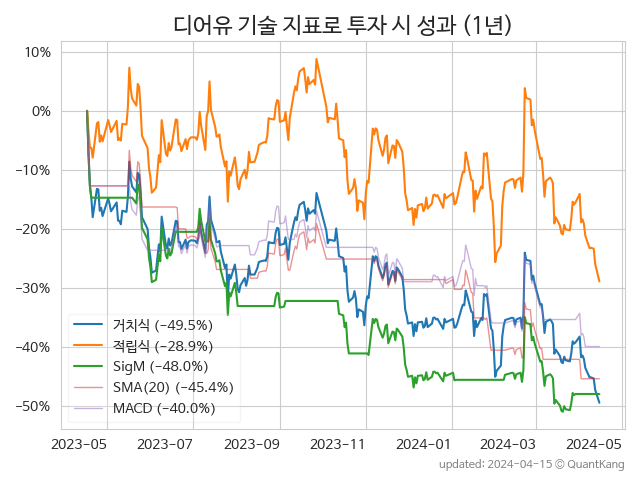 디어유 기술 지표로 투자 시 성과 (1년)
10%
0%
−10%
−20%
−30%
−40%
−50%
거치식 (−49.5%)
적립식 (−28.9%)
SigM (−48.0%)
SMA(20) (−45.4%)
MACD (−40.0%)
2023-05 2023-07 2023-09 2023-11 2024-01 2024-03 2024-05
updated: 2024-04-15 © QuantKang